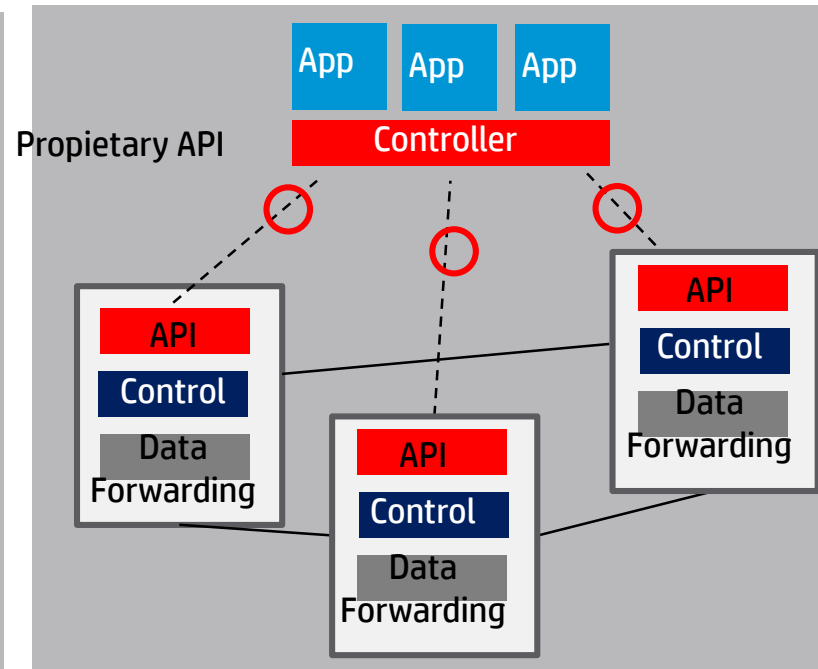 App
App
App
Propietary API
Controller
API
Control
Data
Forwarding
API
Control
Data
Forwarding
API
Control
Data
Forwarding